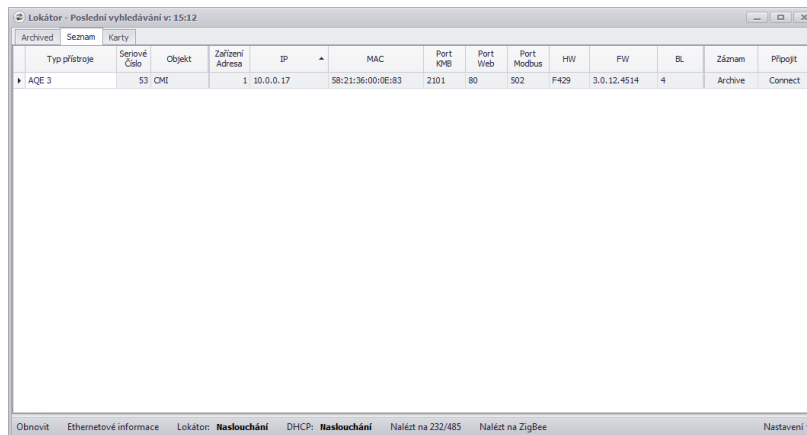 Lokátor - Poslední vyhledávání v: 15:12
Archived Seznam Karty
Typ přístroje Seriové Číslo Objekt Zařízení Adresa IP MAC Port KMB Port Web Port Modbus HW FW BL Záznam Připojit
AQE 3 53 CMI 1 10.0.0.17 58:21:36:00:0E:83 2101 80 502 F429 3.0.12.4514 4 Archive Connect
Obnovit Ethernetové informace Lokátor: Naslouchání DHCP: Naslouchání Nalézt na 232/485 Nalézt na ZigBee Nastavení